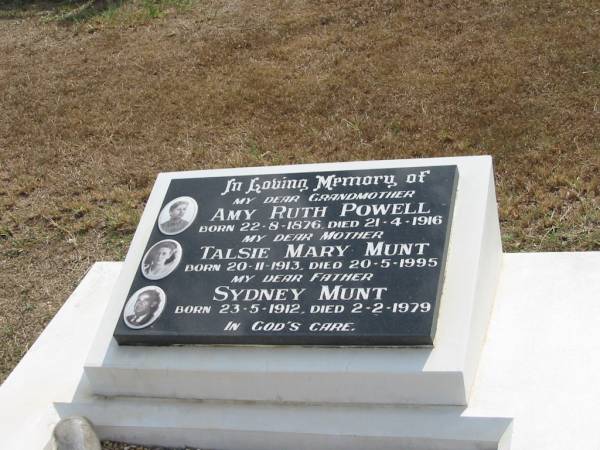 In Loving Memory of
MY DEAR GRANDMOTHER
AMY RUTH POWELL
BORN 22-8-1876, DIED 21-4-1916
MY DEAR MOTHER
TALSIE MARY MUNT
BORN 20-11-1913, DIED 20-5-1995
MY DEAR FATHER
SYDNEY MUNT
BORN 23-5-1912, DIED 2-2-1979
IN GOD'S CARE.